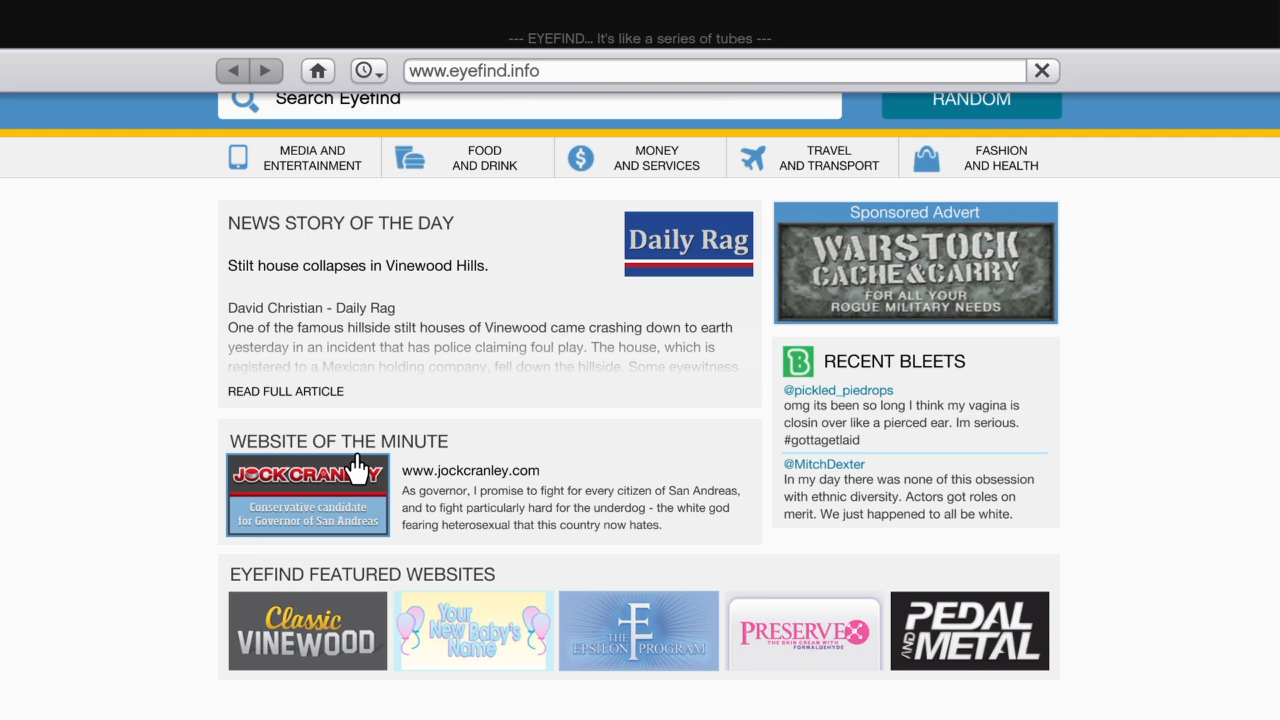 --- EYEFIND... It's like a series of tubes ---
www.eyefind.info
Search Eyefind
RANDOM
MEDIA AND
ENTERTAINMENT
FOOD
AND DRINK
MONEY
AND SERVICES
TRAVEL
AND TRANSPORT
FASHION
AND HEALTH
NEWS STORY OF THE DAY
Daily Rag
Stilt house collapses in Vinewood Hills.
David Christian - Daily Rag
One of the famous hillside stilt houses of Vinewood came crashing down to earth
yesterday in an incident that has police claiming foul play. The house, which is
registered to a Mexican holding company, fell down the hillside. Some eyewitness
READ FULL ARTICLE
Sponsored Advert
WARSTOCK
CACHE & CARRY
FOR ALL YOUR
ROGUE MILITARY NEEDS
RECENT BLEETS
@pickled_piedrops
omg its been so long I think my vagina is
closin over like a pierced ear. Im serious.
#gottagetlaid
@MitchDexter
In my day there was none of this obsession
with ethnic diversity. Actors got roles on
merit. We just happened to all be white.
WEBSITE OF THE MINUTE
JOCK CRANLEY
Conservative candidate
for Governor of San Andreas
www.jockcranley.com
As governor, I promise to fight for every citizen of San Andreas,
and to fight particularly hard for the underdog - the white god
fearing heterosexual that this country now hates.
EYEFIND FEATURED WEBSITES
Classic
VINEWOOD
Your
New Baby's
Name
THE
EPSILON PROGRAM
PRESERVEX
THE SKIN CREAM WITH
FORMALDEHYDE
PEDAL
AND
METAL